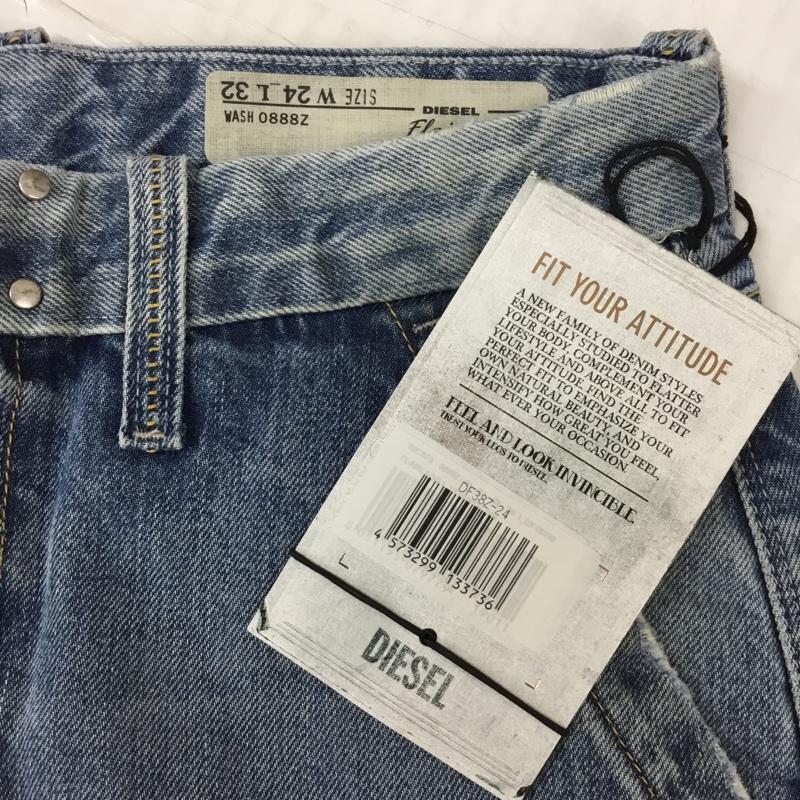 SIZE W 24 L 32
DIESEL
WASH 0888Z
FIT YOUR ATTITUDE
A NEW FAMILY OF DENIM STYLES
ESPECIALLY STUDIED TO FLATTER
YOUR BODY COMPLEMENT YOUR
LIFESTYLE AND ABOVE ALL TO FIT
YOUR ATTITUDE. FIND THE
PERFECT FIT TO EMPHASIZE YOUR
OWN NATURAL BEAUTY, AND
INTENSIFY HOW GREAT YOU FEEL,
WHAT EVER YOUR OCCASION.
FEEL AND LOOK INVINCIBLE.
TRUST YOUR LEGS TO DIESEL.
DF38Z-24
4 573299 133736
DIESEL